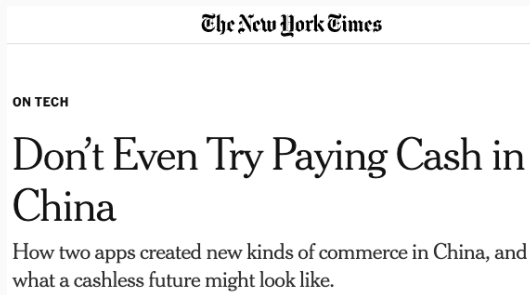 The New York Times
ON TECH
Don’t Even Try Paying Cash in
China
How two apps created new kinds of commerce in China, and
what a cashless future might look like.